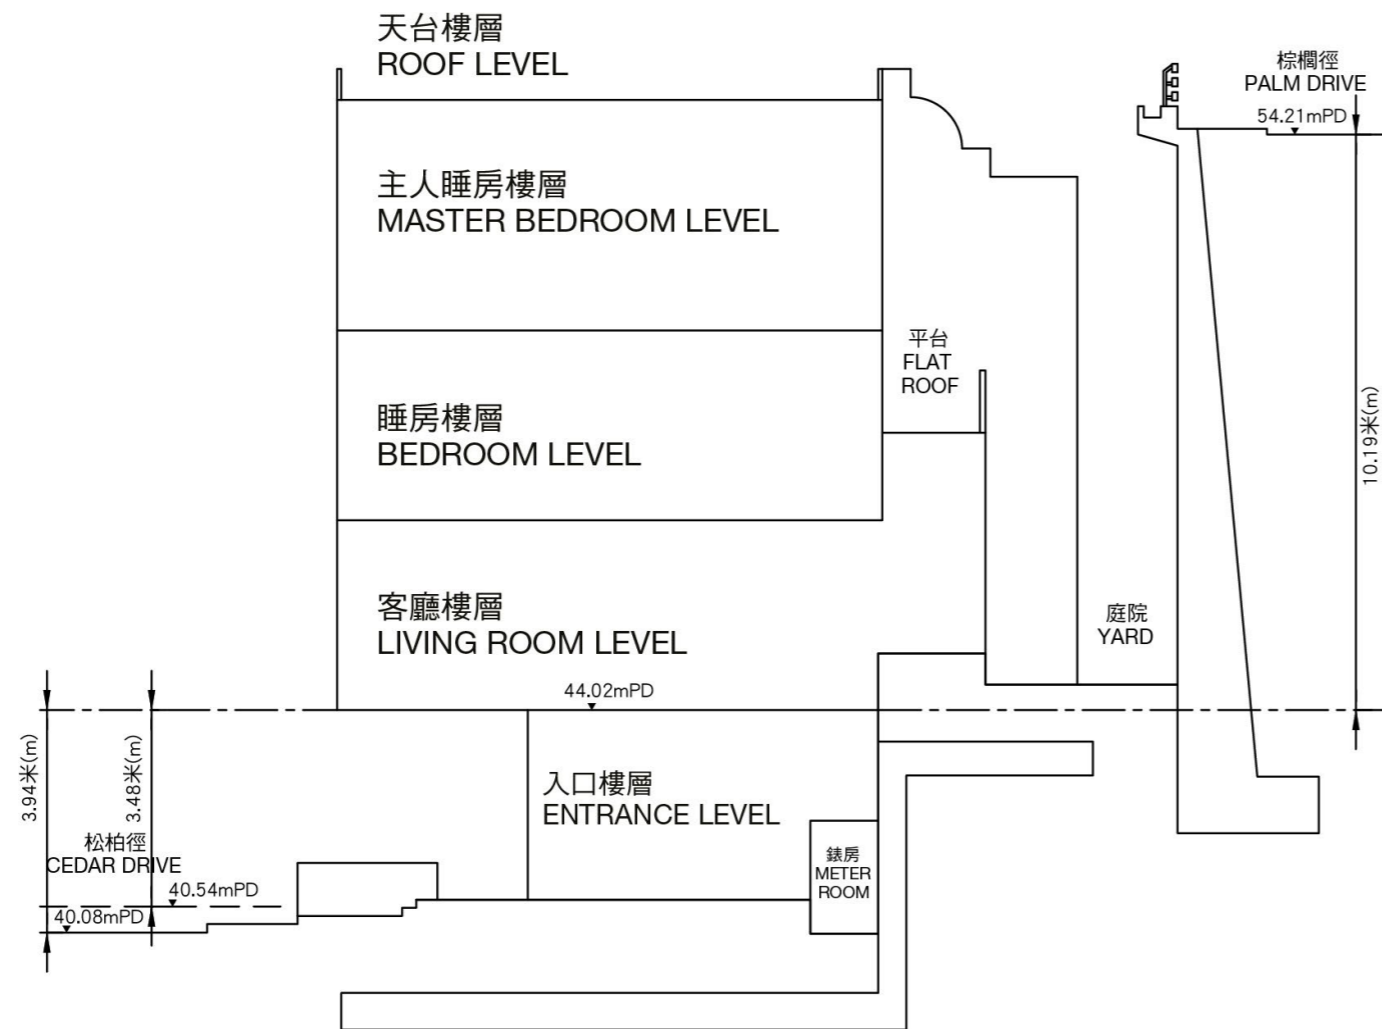 天台樓層
ROOF LEVEL
棕櫚徑
PALM DRIVE
54.21mPD
主人睡房樓層
MASTER BEDROOM LEVEL
平台
FLAT
ROOF
睡房樓層
BEDROOM LEVEL
10.19米(m)
客廳樓層
LIVING ROOM LEVEL
庭院
YARD
44.02mPD
3.94米(m)
3.48米(m)
入口樓層
ENTRANCE LEVEL
松柏徑
CEDAR DRIVE
錶房
METER
ROOM
40.54mPD
40.08mPD